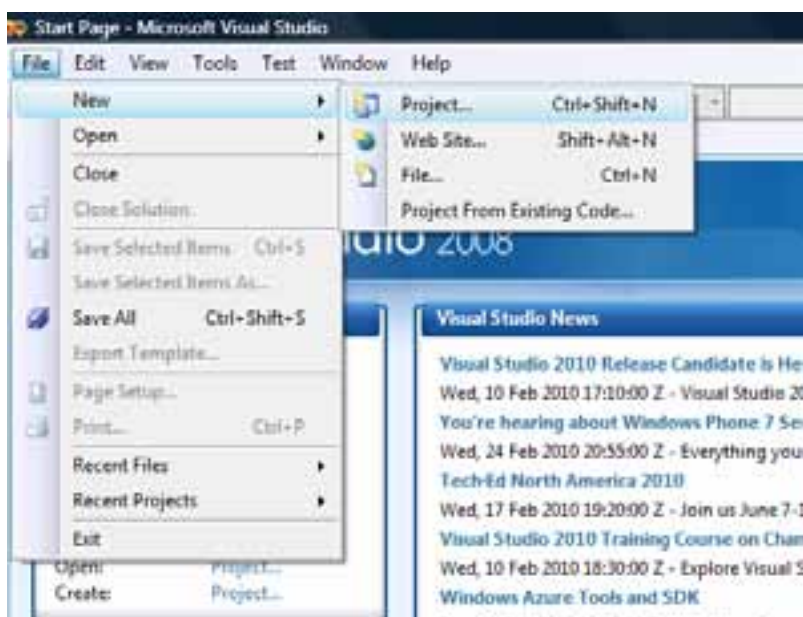 Start Page - Microsoft Visual Studio
File Edit View Tools Test Window Help
New
Open
Close
Close Solution
Save Selected Items Ctrl+S
Save Selected Items As...
Save All Ctrl+Shift+S
Export Template...
Page Setup...
Print... Ctrl+P
Recent Files
Recent Projects
Exit
Project... Ctrl+Shift+N
Web Site... Shift+Alt+N
File... Ctrl+N
Project From Existing Code...
2008
Open: Project...
Create: Project...
Visual Studio News
Visual Studio 2010 Release Candidate is He
Wed, 10 Feb 2010 17:10:00 Z - Visual Studio 20
You're hearing about Windows Phone 7 Se
Wed, 24 Feb 2010 20:55:00 Z - Everything you
Tech-Ed North America 2010
Wed, 17 Feb 2010 19:20:00 Z - Join us June 7-1
Visual Studio 2010 Training Course on Chan
Wed, 10 Feb 2010 18:30:00 Z - Explore Visual S
Windows Azure Tools and SDK